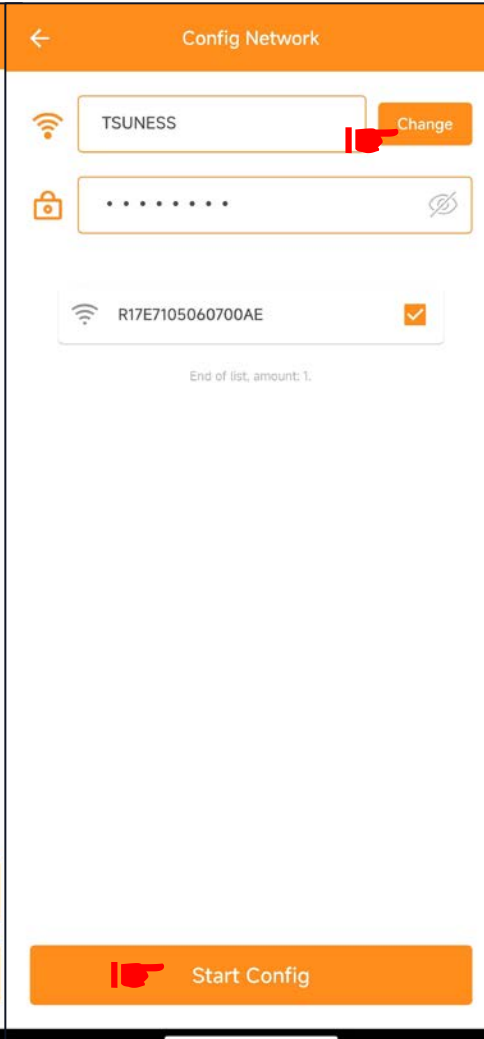 Config Network
TSUNESS
Change
R17E7105060700AE
End of list, amount: 1.
Start Config